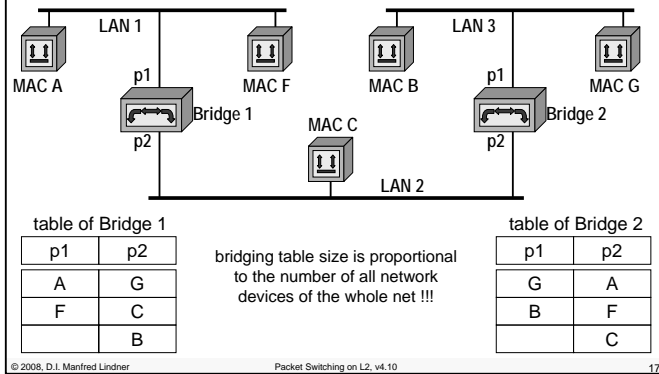 LAN 1
LAN 3
MAC A
p1
MAC F
MAC B
p1
MAC G
Bridge 1
Bridge 2
p2
MAC C
p2
LAN 2
table of Bridge 1
p1 p2
A G
F C
B
bridging table size is proportional
to the number of all network
devices of the whole net !!!
table of Bridge 2
p1 p2
G A
B F
C
© 2008, D.I. Manfred Lindner
Packet Switching on L2, v4.10
17